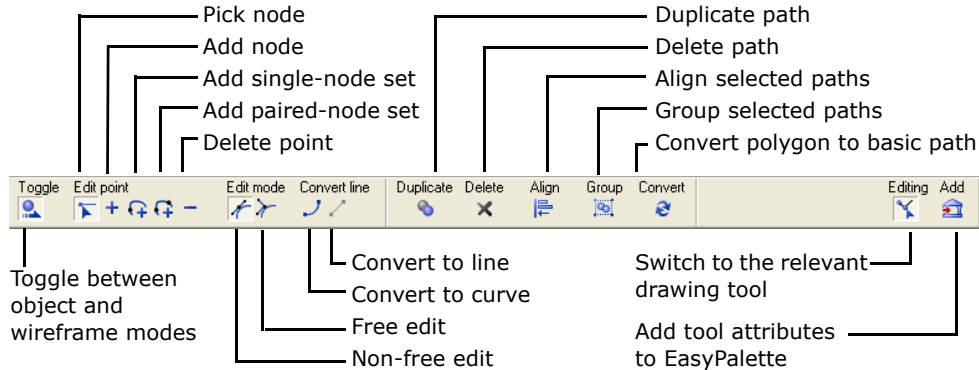 Pick node
Duplicate path
Add node
Delete path
Add single-node set
Align selected paths
Add paired-node set
Group selected paths
Delete point
Convert polygon to basic path
Toggle Edit point Edit mode Convert line Duplicate Delete Align Group Convert Editing Add
Toggle between
object and
wireframe modes
Convert to line
Convert to curve
Free edit
Non-free edit
Switch to the relevant
drawing tool
Add tool attributes
to EasyPalette